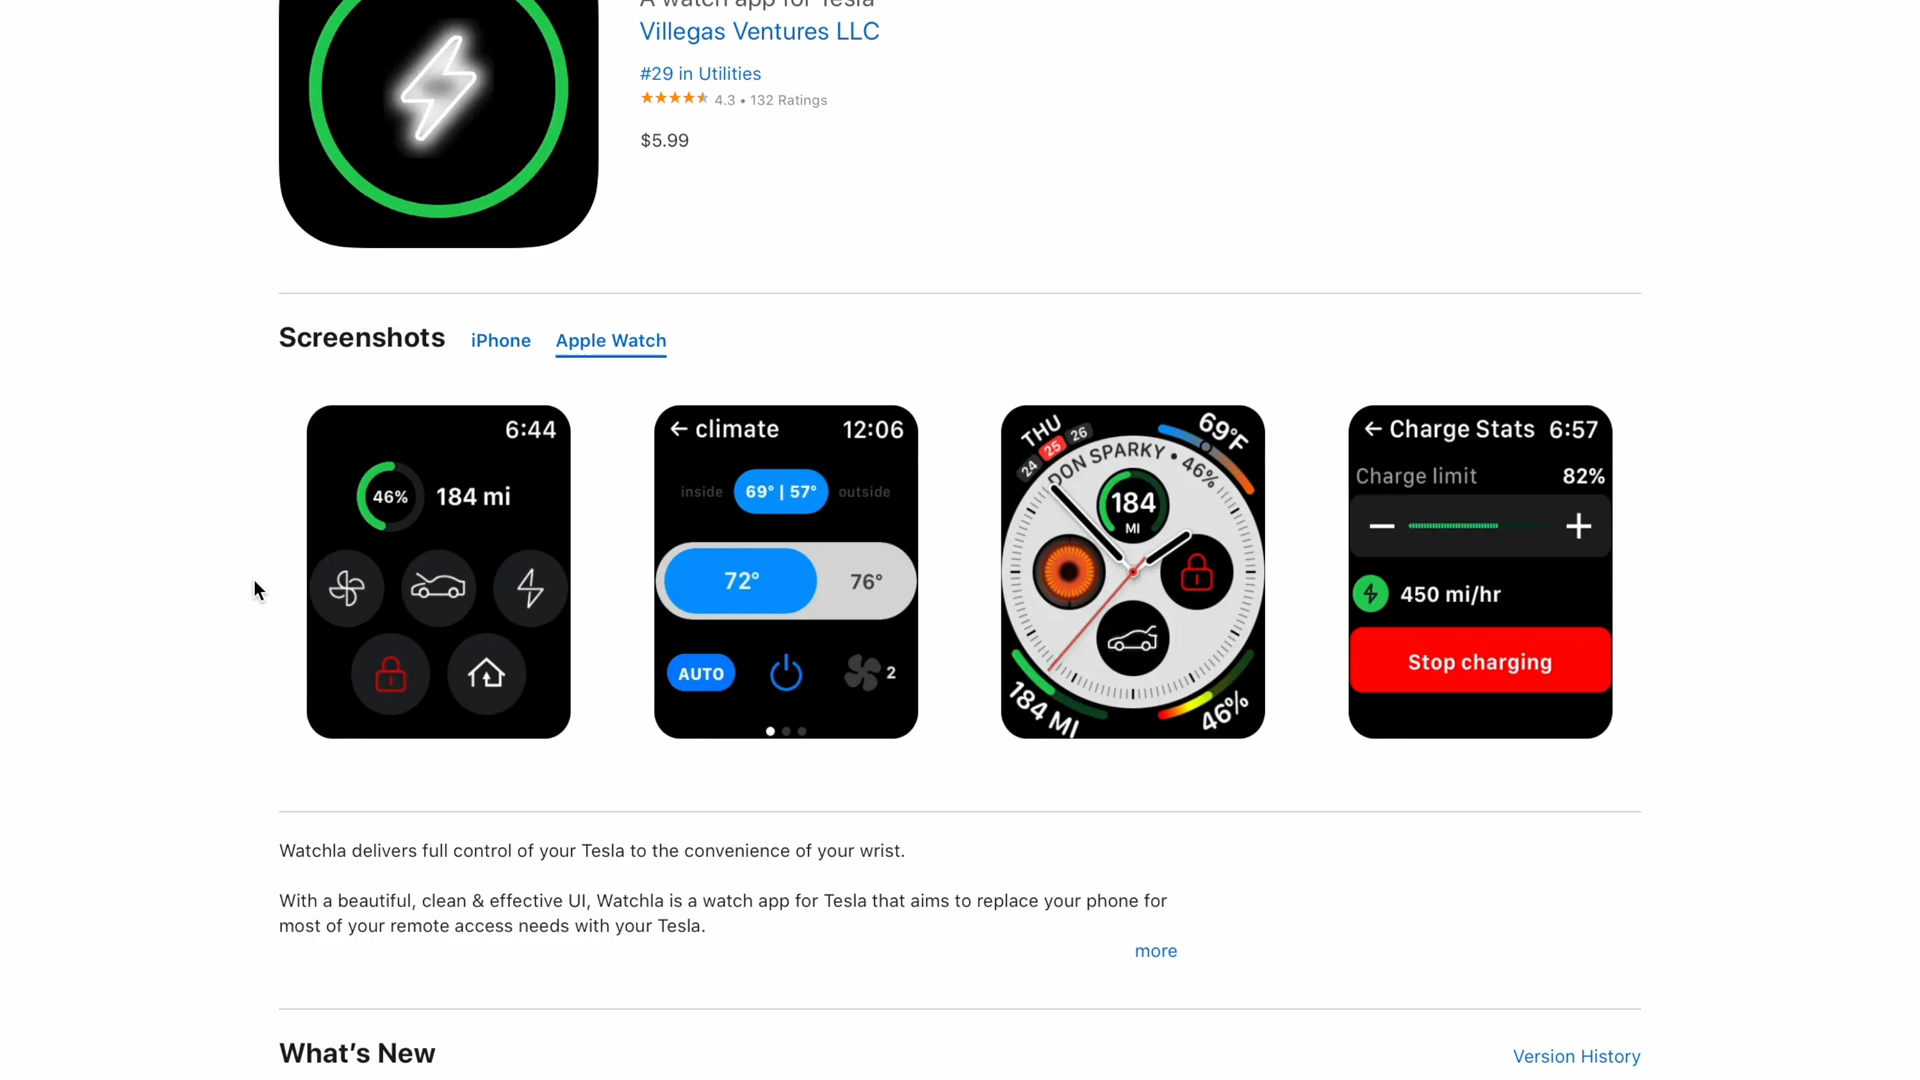 A watch app for Tesla
Villegas Ventures LLC
#29 in Utilities
4.3 • 132 Ratings
$5.99
Screenshots
iPhone
Apple Watch
6:44
46%
184 mi
← climate
12:06
inside
69° | 57°
outside
72°
76°
AUTO
2
THU
24
25
26
69°F
DON SPARKY • 46%
184
MI
184 MI
46%
← Charge Stats
6:57
Charge limit
82%
450 mi/hr
Stop charging
Watchla delivers full control of your Tesla to the convenience of your wrist.
With a beautiful, clean & effective UI, Watchla is a watch app for Tesla that aims to replace your phone for
most of your remote access needs with your Tesla.
more
What's New
Version History